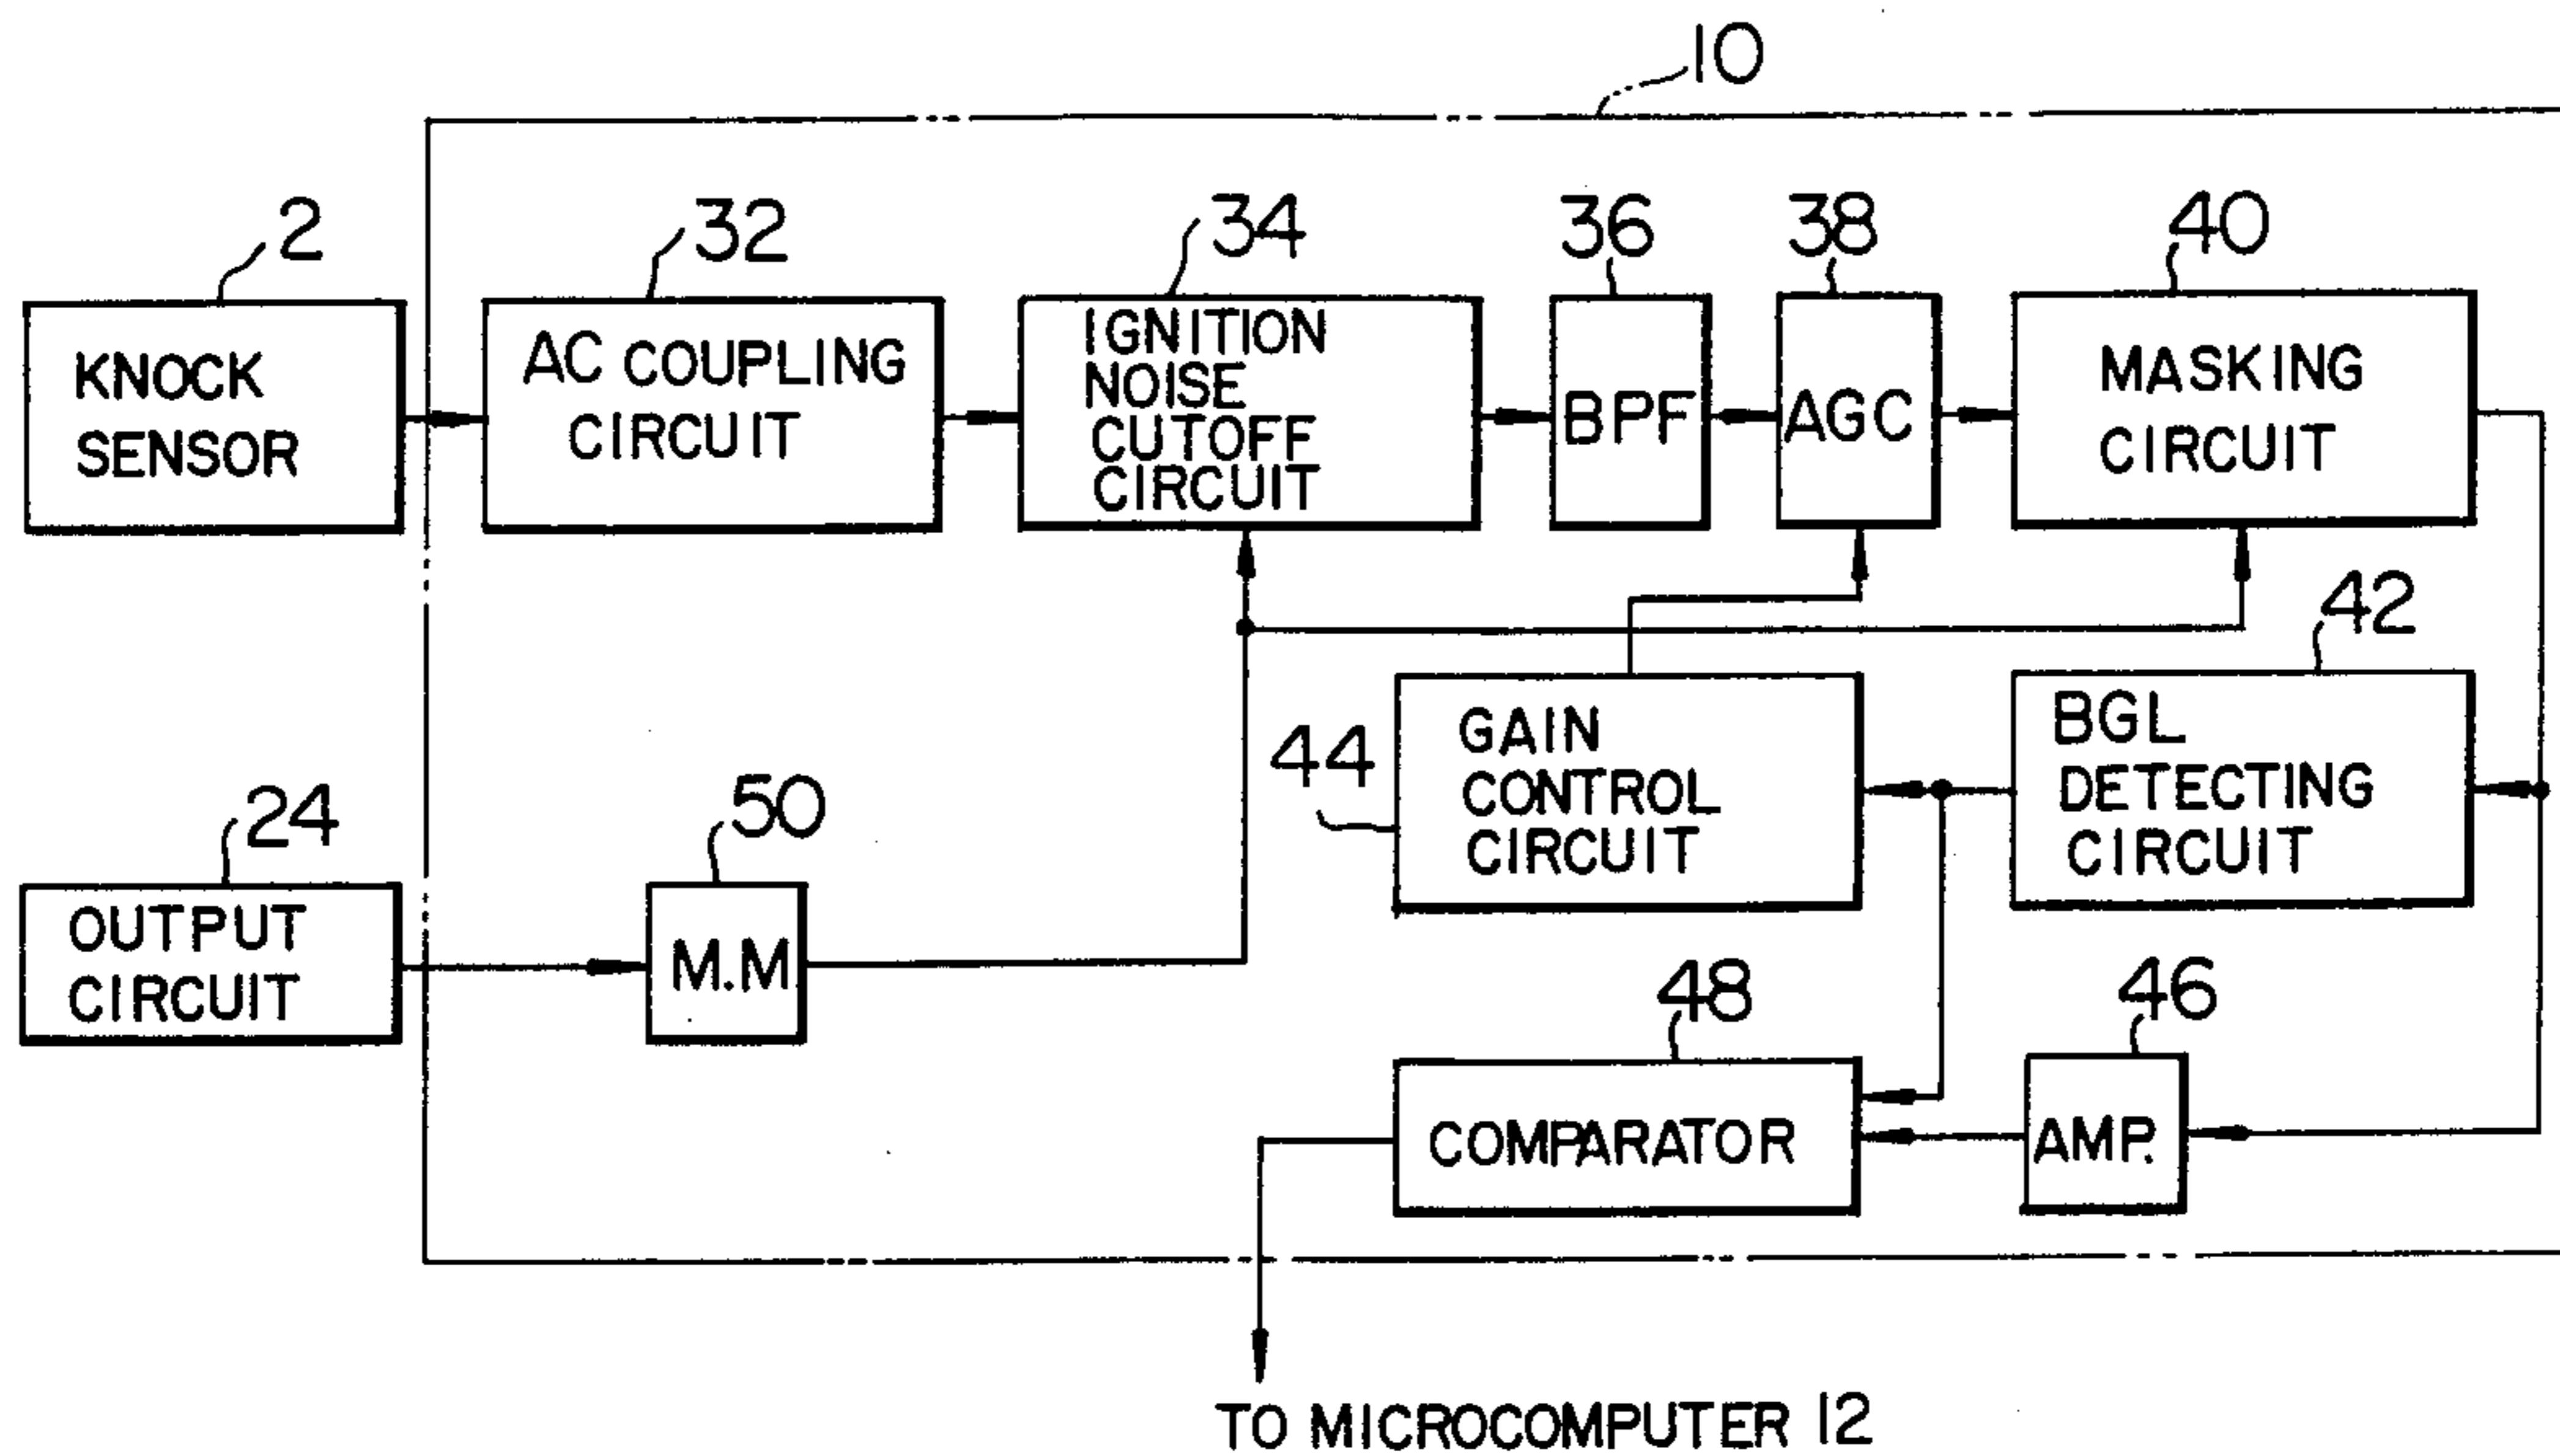 10
2
32
34
36
38
40
KNOCK
SENSOR
AC COUPLING
CIRCUIT
IGNITION
NOISE
CUTOFF
CIRCUIT
BPF
AGC
MASKING
CIRCUIT
42
44
GAIN
CONTROL
CIRCUIT
BGL
DETECTING
CIRCUIT
24
50
OUTPUT
CIRCUIT
M.M
48
46
COMPARATOR
AMP.
TO MICROCOMPUTER 12